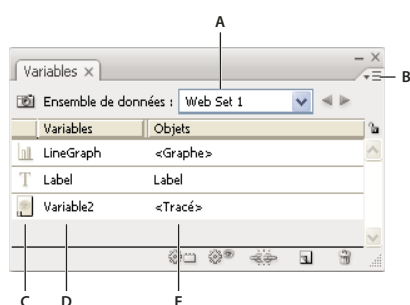 A
Variables ×
B
Ensemble de données : Web Set 1
Variables Objets
LineGraph <Graphe>
T Label Label
Variable2 <Tracé>
C D E